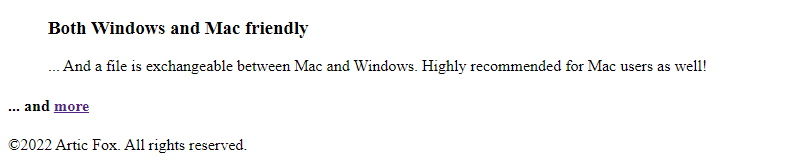 Both Windows and Mac friendly
... And a file is exchangeable between Mac and Windows. Highly recommended for Mac users as well!
... and more
©2022 Artic Fox. All rights reserved.